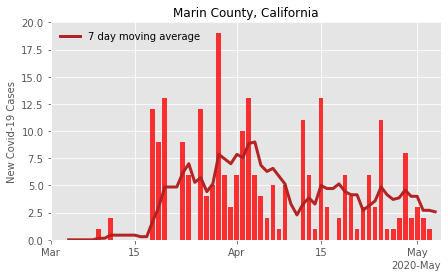 Marin County, California
7 day moving average
New Covid-19 Cases
20.0
17.5
15.0
12.5
10.0
7.5
5.0
2.5
0.0
Mar
15
Apr
15
May
2020-May